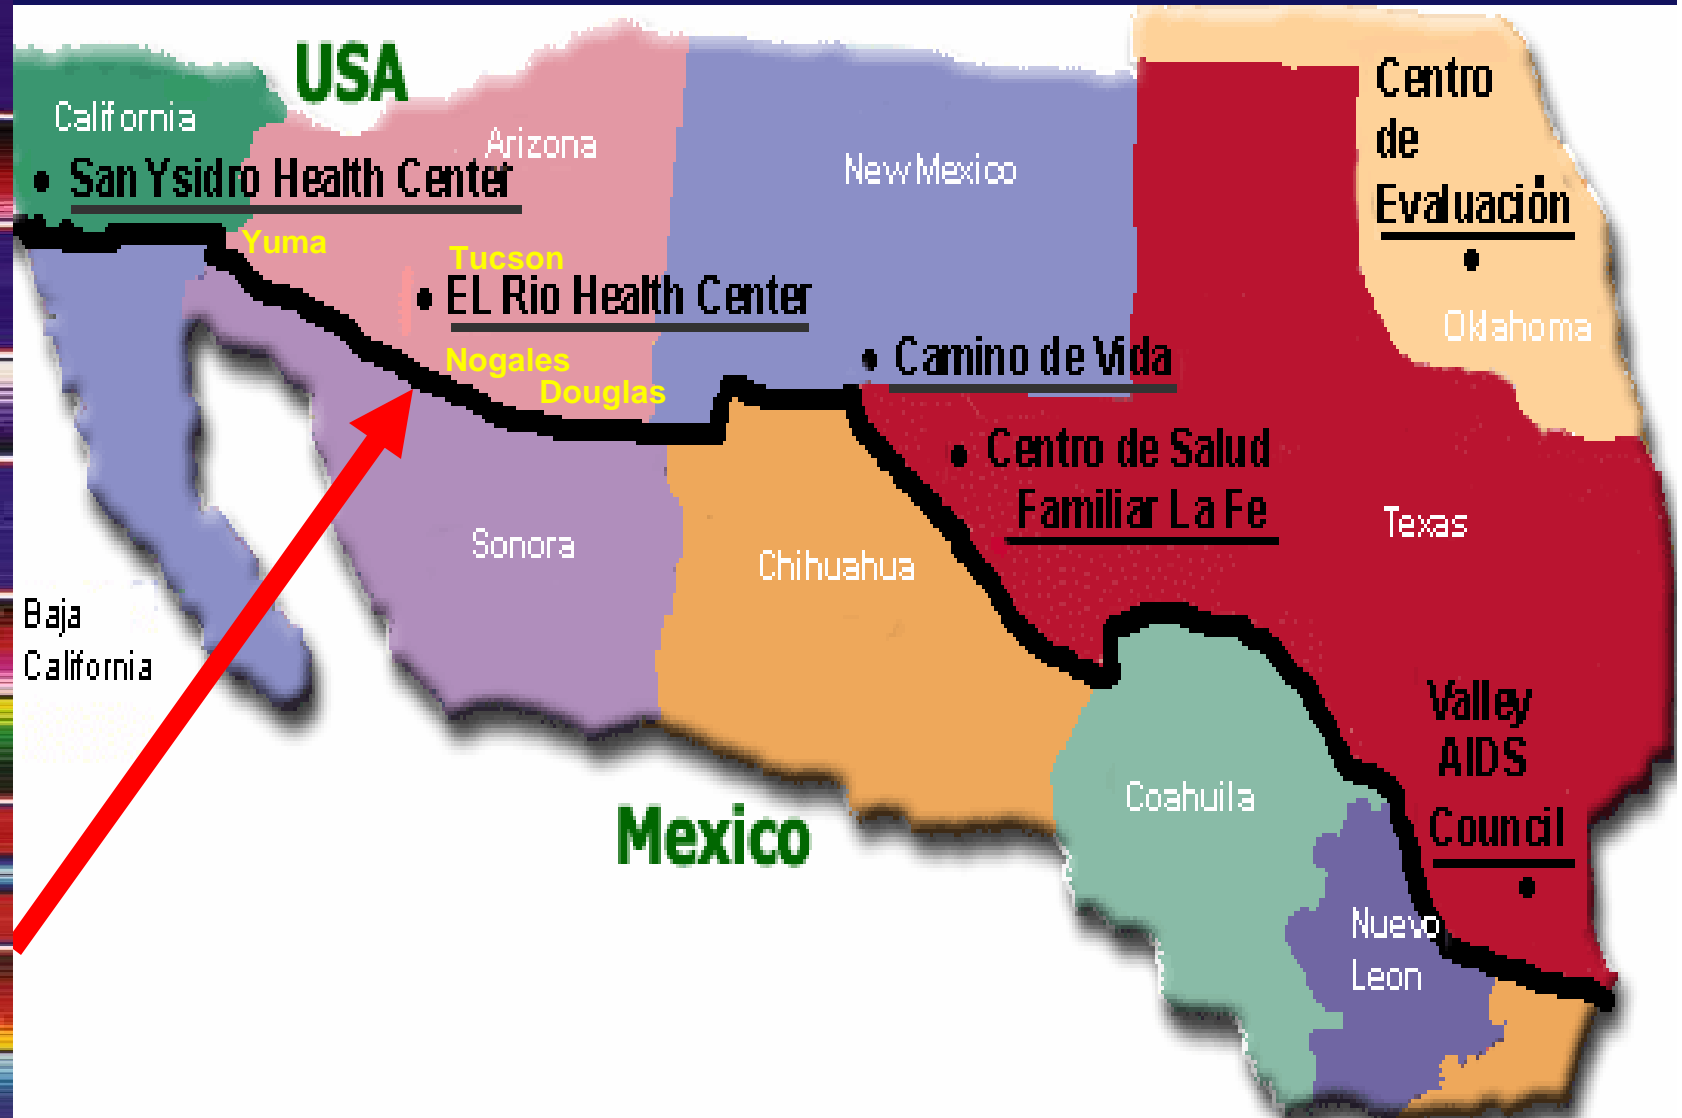 USA
California
Arizona
• San Ysidro Health Center
New Mexico
Centro
de
Evaluación
•
Yuma
Tucson
• EL Rio Health Center
Oklahoma
Nogales
Douglas
• Camino de Vida
• Centro de Salud
Familiar La Fe
Texas
Sonora
Chihuahua
Baja
California
Mexico
Coahuila
Valley
AIDS
Council
•
Nuevo
Leon